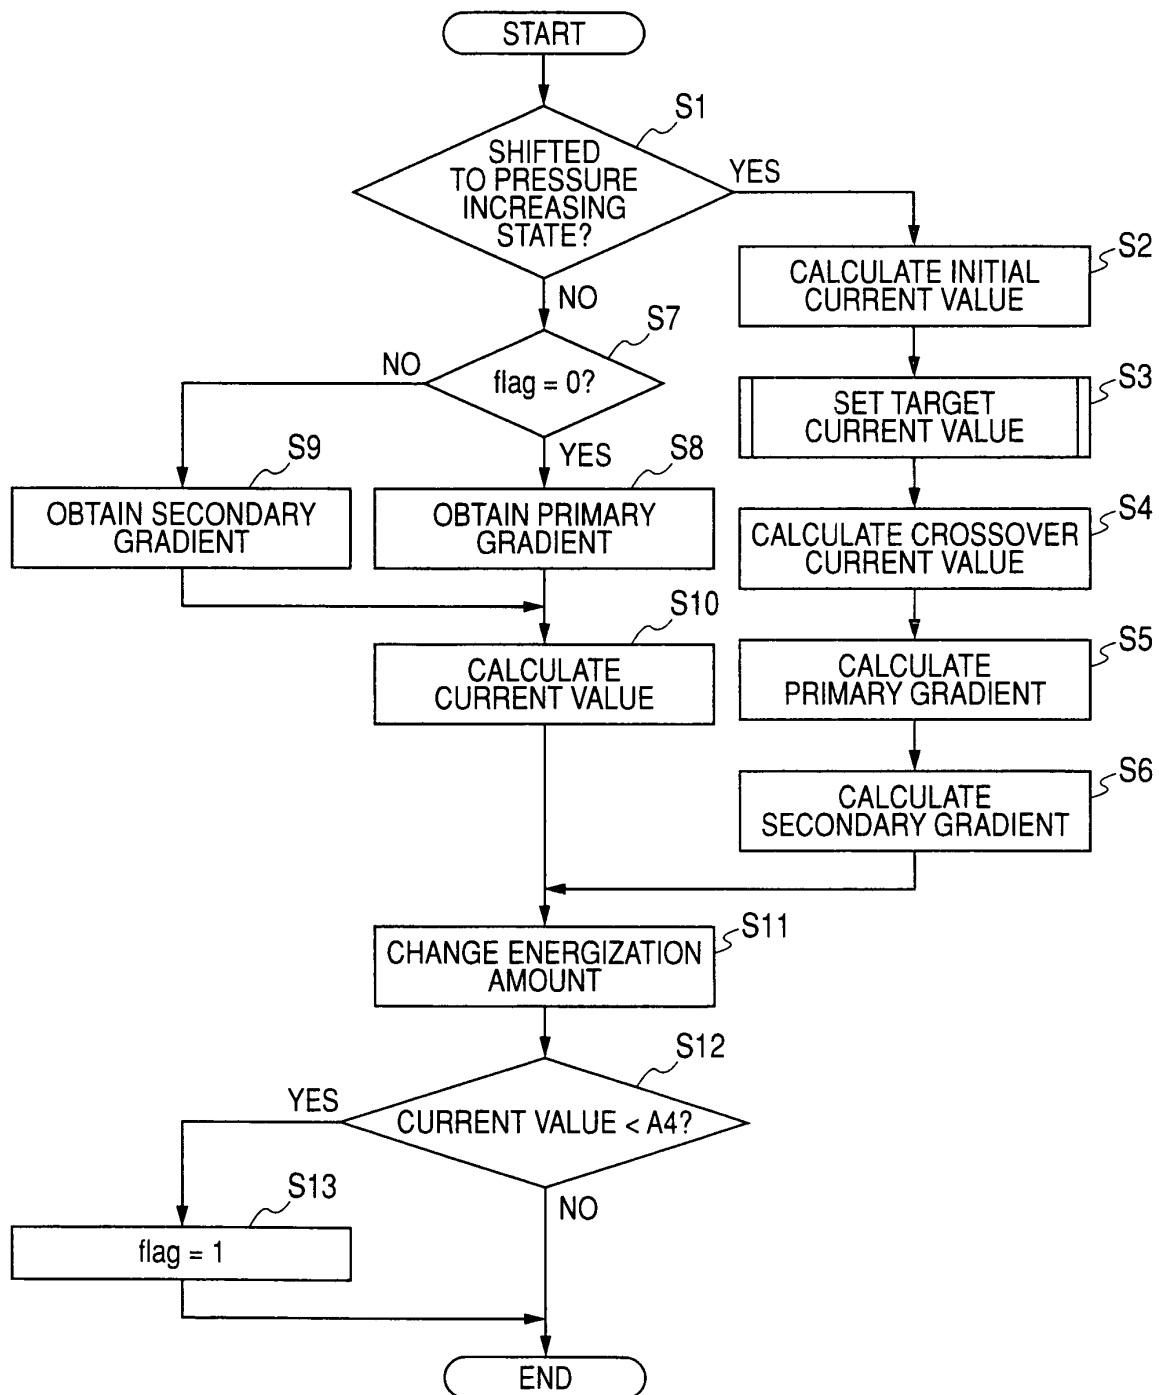 START
S1
SHIFTED
TO PRESSURE
INCREASING
STATE?
YES
S2
CALCULATE INITIAL
CURRENT VALUE
NO
S7
flag = 0?
NO
YES
S3
SET TARGET
CURRENT VALUE
S9
OBTAIN SECONDARY
GRADIENT
S8
OBTAIN PRIMARY
GRADIENT
S4
CALCULATE CROSSOVER
CURRENT VALUE
S10
CALCULATE
CURRENT VALUE
S5
CALCULATE
PRIMARY GRADIENT
S6
CALCULATE
SECONDARY GRADIENT
S11
CHANGE ENERGIZATION
AMOUNT
S12
CURRENT VALUE < A4?
YES
NO
S13
flag = 1
END